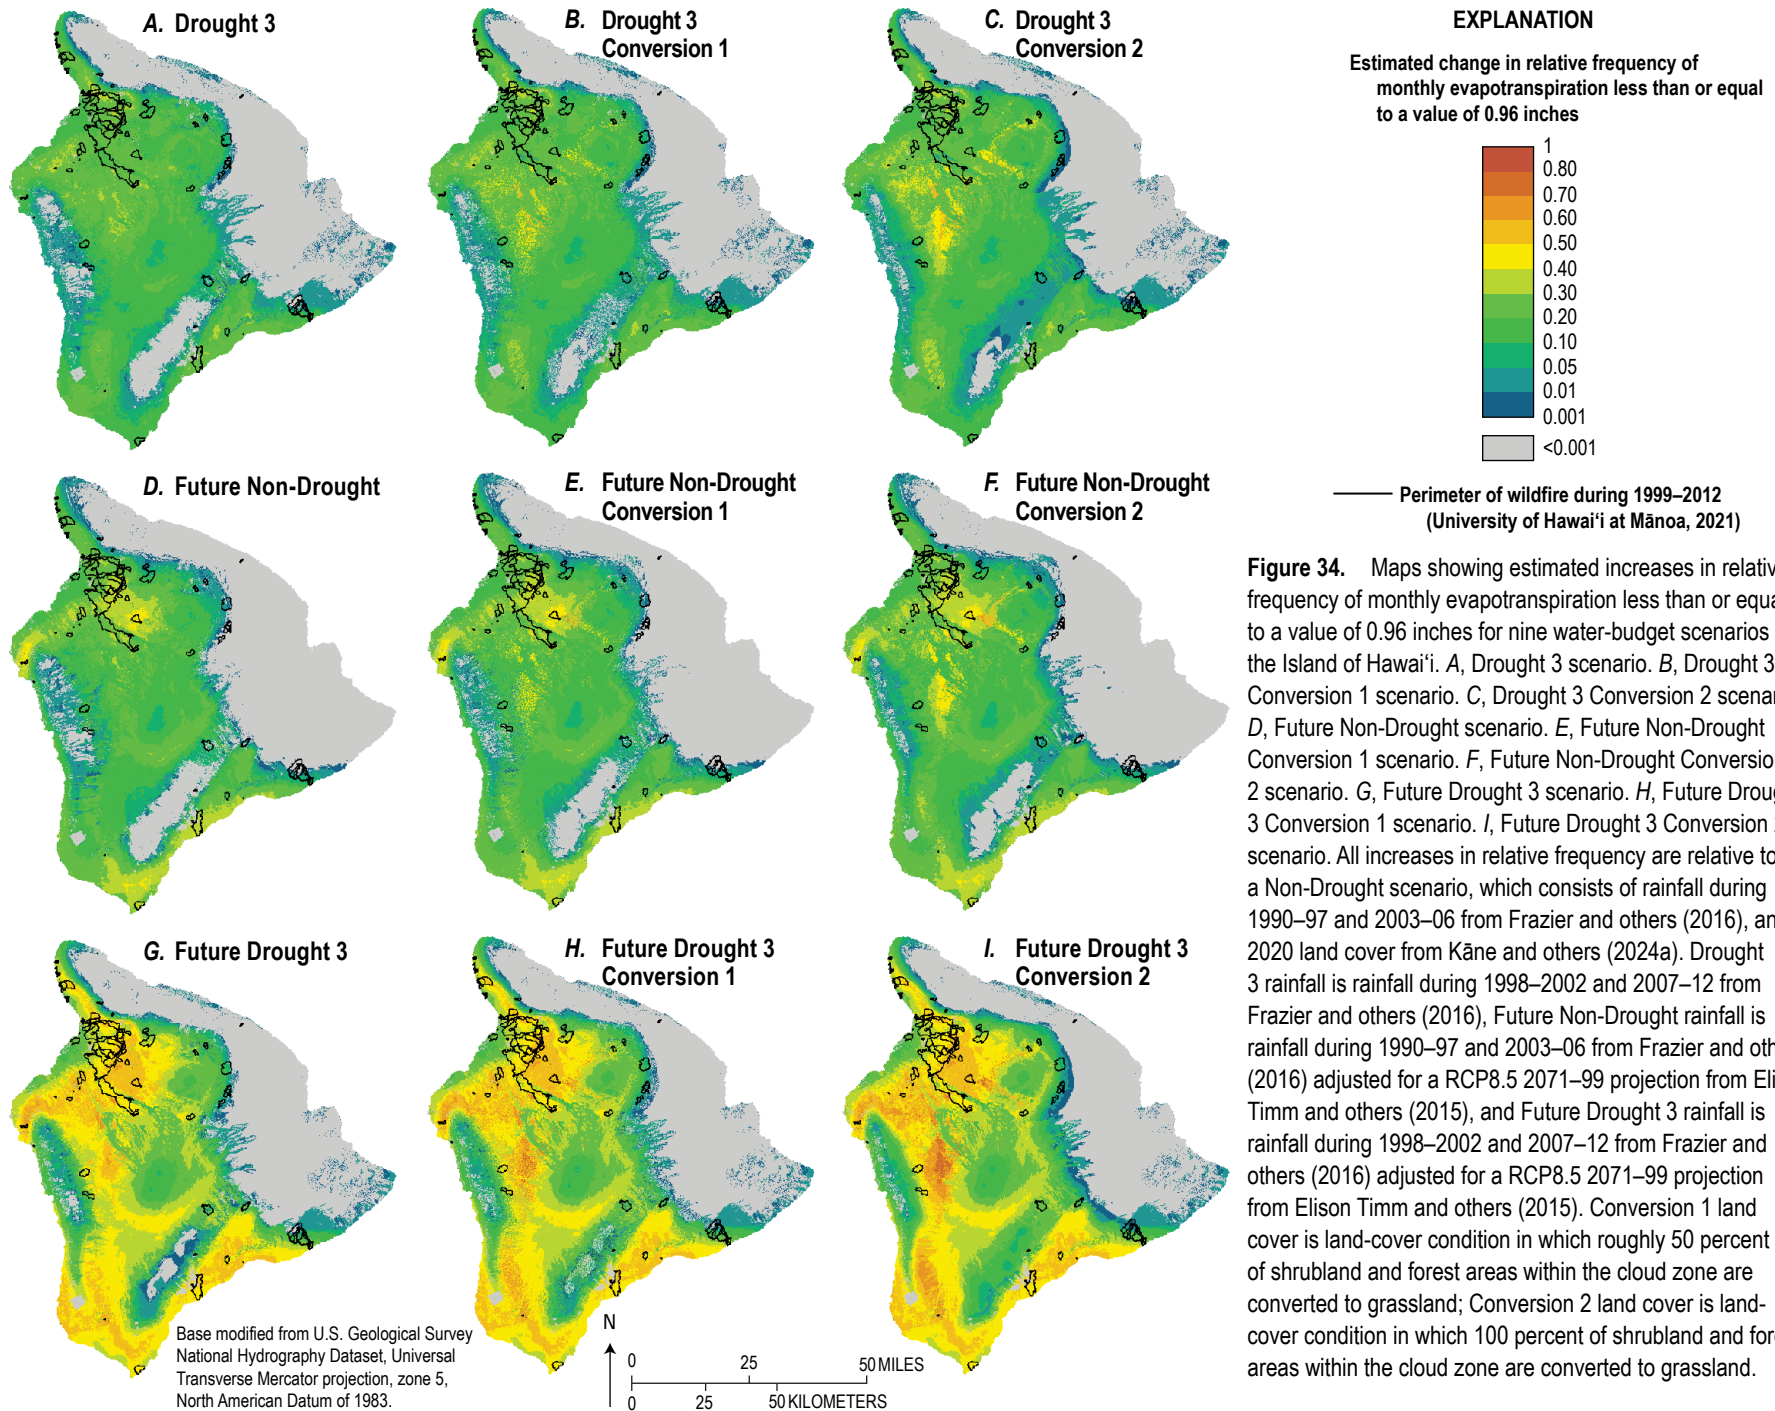 A. Drought 3
B. Drought 3
Conversion 1
C. Drought 3
Conversion 2
D. Future Non-Drought
E. Future Non-Drought
Conversion 1
F. Future Non-Drought
Conversion 2
G. Future Drought 3
H. Future Drought 3
Conversion 1
I. Future Drought 3
Conversion 2
Base modified from U.S. Geological Survey
National Hydrography Dataset, Universal
Transverse Mercator projection, zone 5,
North American Datum of 1983.
N
0 25 50 MILES
0 25 50 KILOMETERS
EXPLANATION
Estimated change in relative frequency of
monthly evapotranspiration less than or equal
to a value of 0.96 inches
1
0.80
0.70
0.60
0.50
0.40
0.30
0.20
0.10
0.05
0.01
0.001
<0.001
Perimeter of wildfire during 1999–2012
(University of Hawaiʻi at Mānoa, 2021)
Figure 34. Maps showing estimated increases in relativ
frequency of monthly evapotranspiration less than or equa
to a value of 0.96 inches for nine water-budget scenarios
the Island of Hawaiʻi. A, Drought 3 scenario. B, Drought 3
Conversion 1 scenario. C, Drought 3 Conversion 2 scenar
D, Future Non-Drought scenario. E, Future Non-Drought
Conversion 1 scenario. F, Future Non-Drought Conversio
2 scenario. G, Future Drought 3 scenario. H, Future Droug
3 Conversion 1 scenario. I, Future Drought 3 Conversion
scenario. All increases in relative frequency are relative to
a Non-Drought scenario, which consists of rainfall during
1990–97 and 2003–06 from Frazier and others (2016), an
2020 land cover from Kāne and others (2024a). Drought
3 rainfall is rainfall during 1998–2002 and 2007–12 from
Frazier and others (2016), Future Non-Drought rainfall is
rainfall during 1990–97 and 2003–06 from Frazier and oth
(2016) adjusted for a RCP8.5 2071–99 projection from Eli
Timm and others (2015), and Future Drought 3 rainfall is
rainfall during 1998–2002 and 2007–12 from Frazier and
others (2016) adjusted for a RCP8.5 2071–99 projection
from Elison Timm and others (2015). Conversion 1 land
cover is land-cover condition in which roughly 50 percent
of shrubland and forest areas within the cloud zone are
converted to grassland; Conversion 2 land cover is land-
cover condition in which 100 percent of shrubland and fore
areas within the cloud zone are converted to grassland.